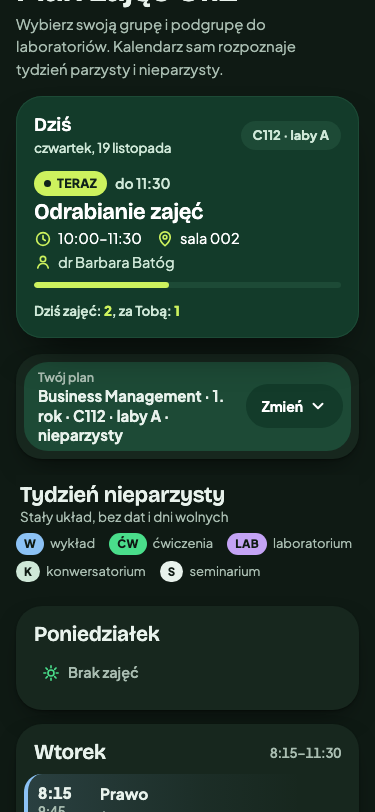 Wybierz swoją grupę i podgrupę do
laboratoriów. Kalendarz sam rozpoznaje
tydzień parzysty i nieparzysty.
Dziś
czwartek, 19 listopada
C112 · laby A
TERAZ do 11:30
Odrabianie zajęć
10:00–11:30 sala 002
dr Barbara Batóg
Dziś zajęć: 2, za Tobą: 1
Twój plan
Business Management · 1.
rok · C112 · laby A ·
nieparzysty
Zmień
Tydzień nieparzysty
Stały układ, bez dat i dni wolnych
W wykład ĆW ćwiczenia LAB laboratorium
K konwersatorium S seminarium
Poniedziałek
Brak zajęć
Wtorek 8:15–11:30
8:15 Prawo